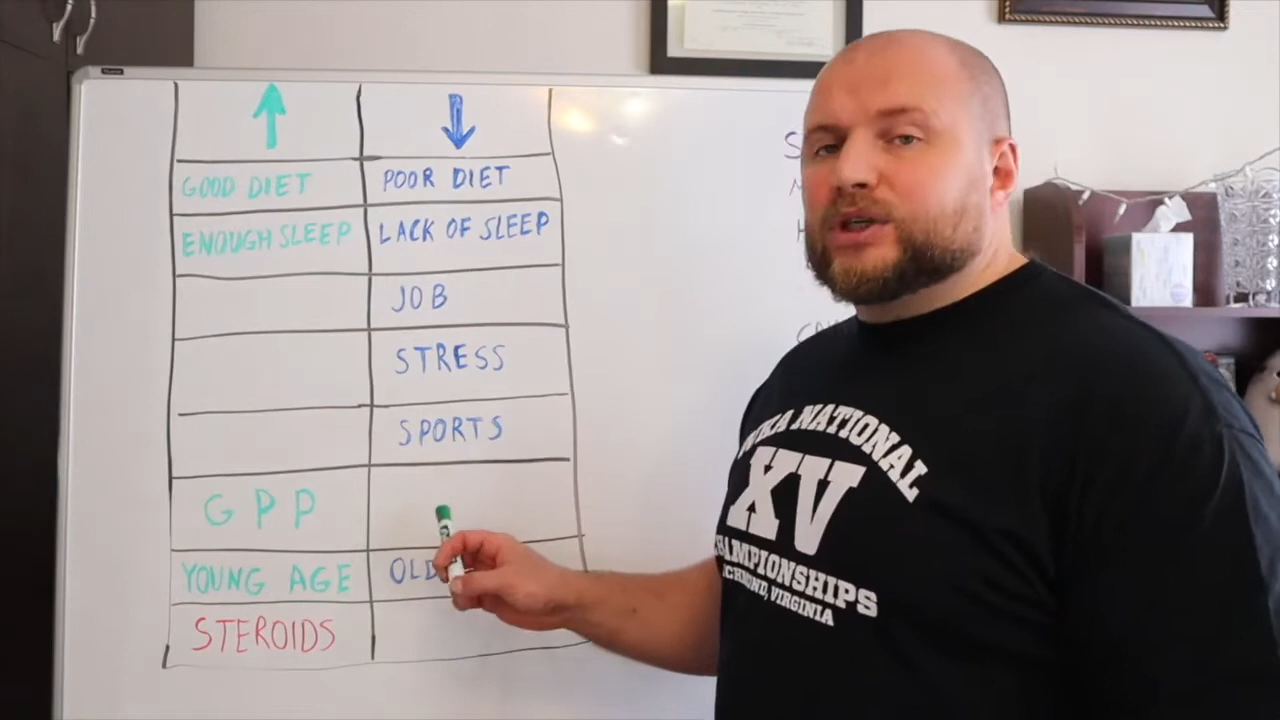 GOOD DIET POOR DIET
ENOUGH SLEEP LACK OF SLEEP
JOB
STRESS
SPORTS
GPP
YOUNG AGE OLD
STEROIDS
NATIONAL
XV
CHAMPIONSHIPS
RICHMOND, VIRGINIA